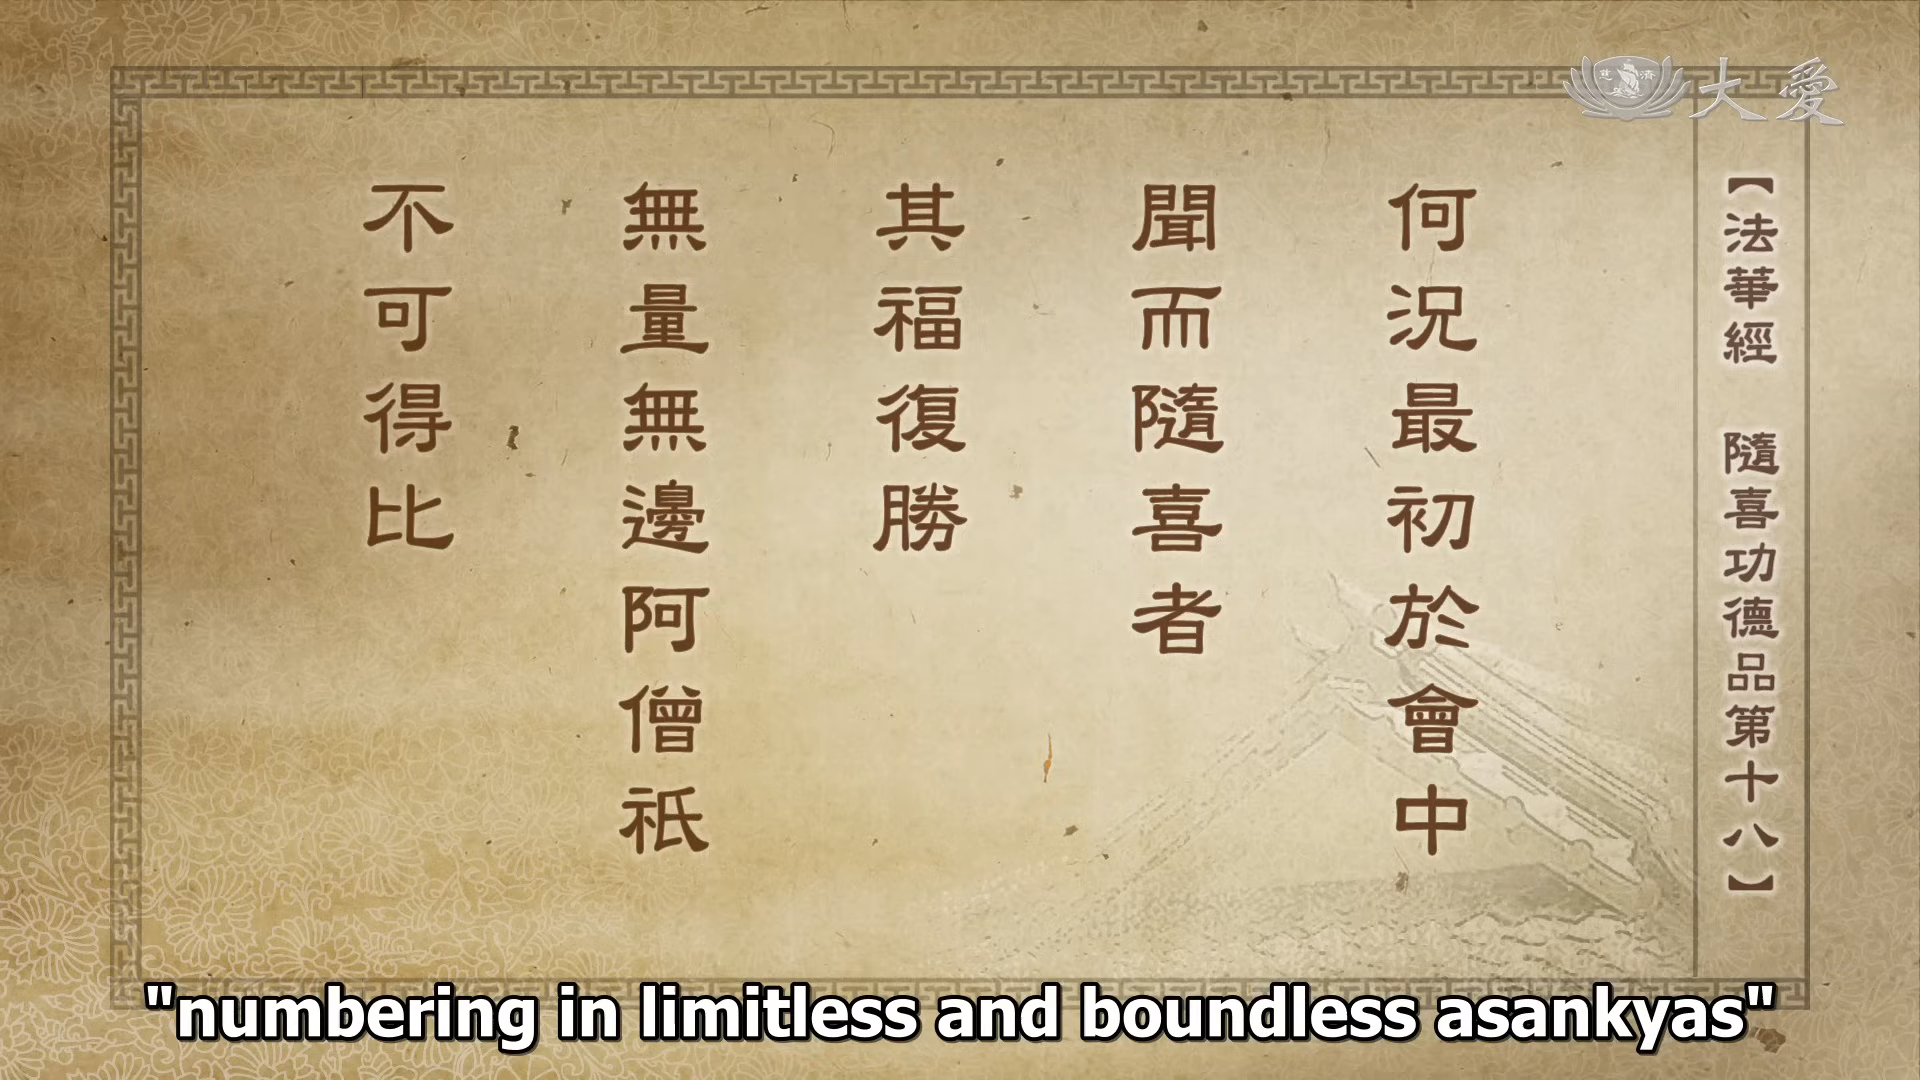 慈濟
大愛
【法華經 隨喜功德品第十八】
何況最初於會中
聞而隨喜者
其福復勝
無量無邊阿僧祇
不可得比
"numbering in limitless and boundless asankyas"